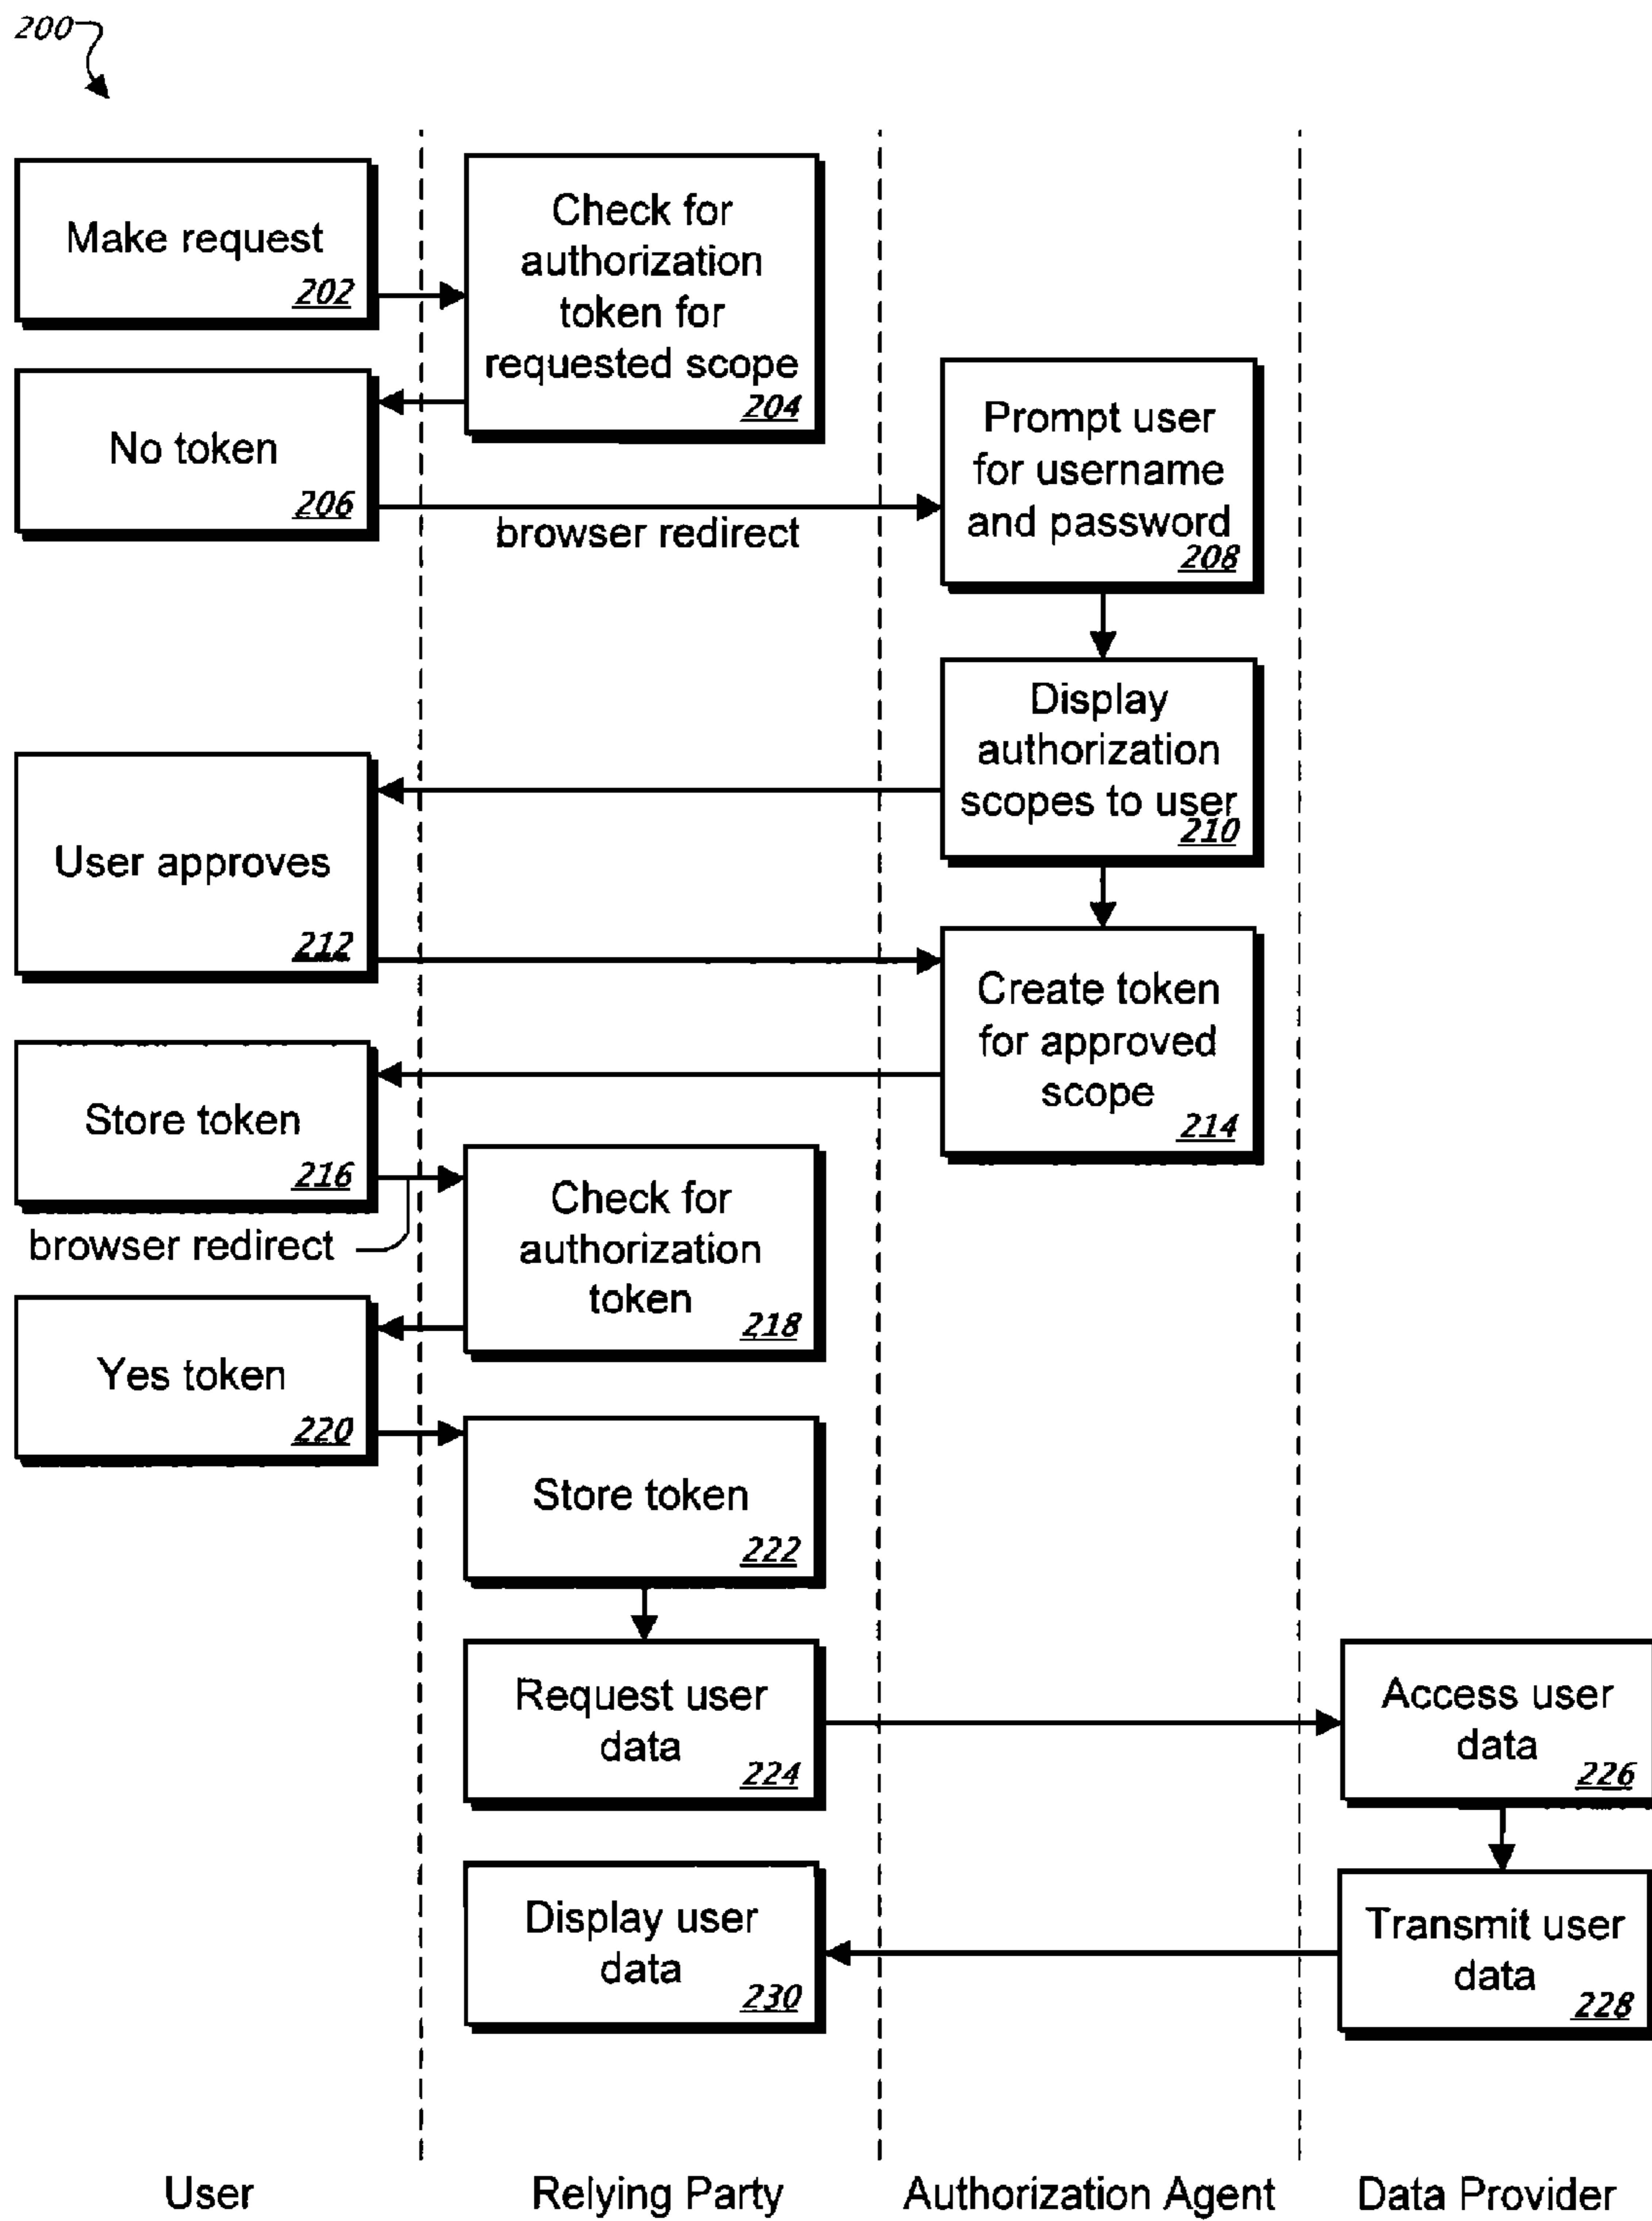 200
Make request
202
Check for
authorization
token for
requested scope
204
No token
206
browser redirect
Prompt user
for username
and password
208
Display
authorization
scopes to user
210
User approves
212
Create token
for approved
scope
214
Store token
216
browser redirect
Check for
authorization
token
218
Yes token
220
Store token
222
Request user
data
224
Access user
data
226
Transmit user
data
228
Display user
data
230
User
Relying Party
Authorization Agent
Data Provider